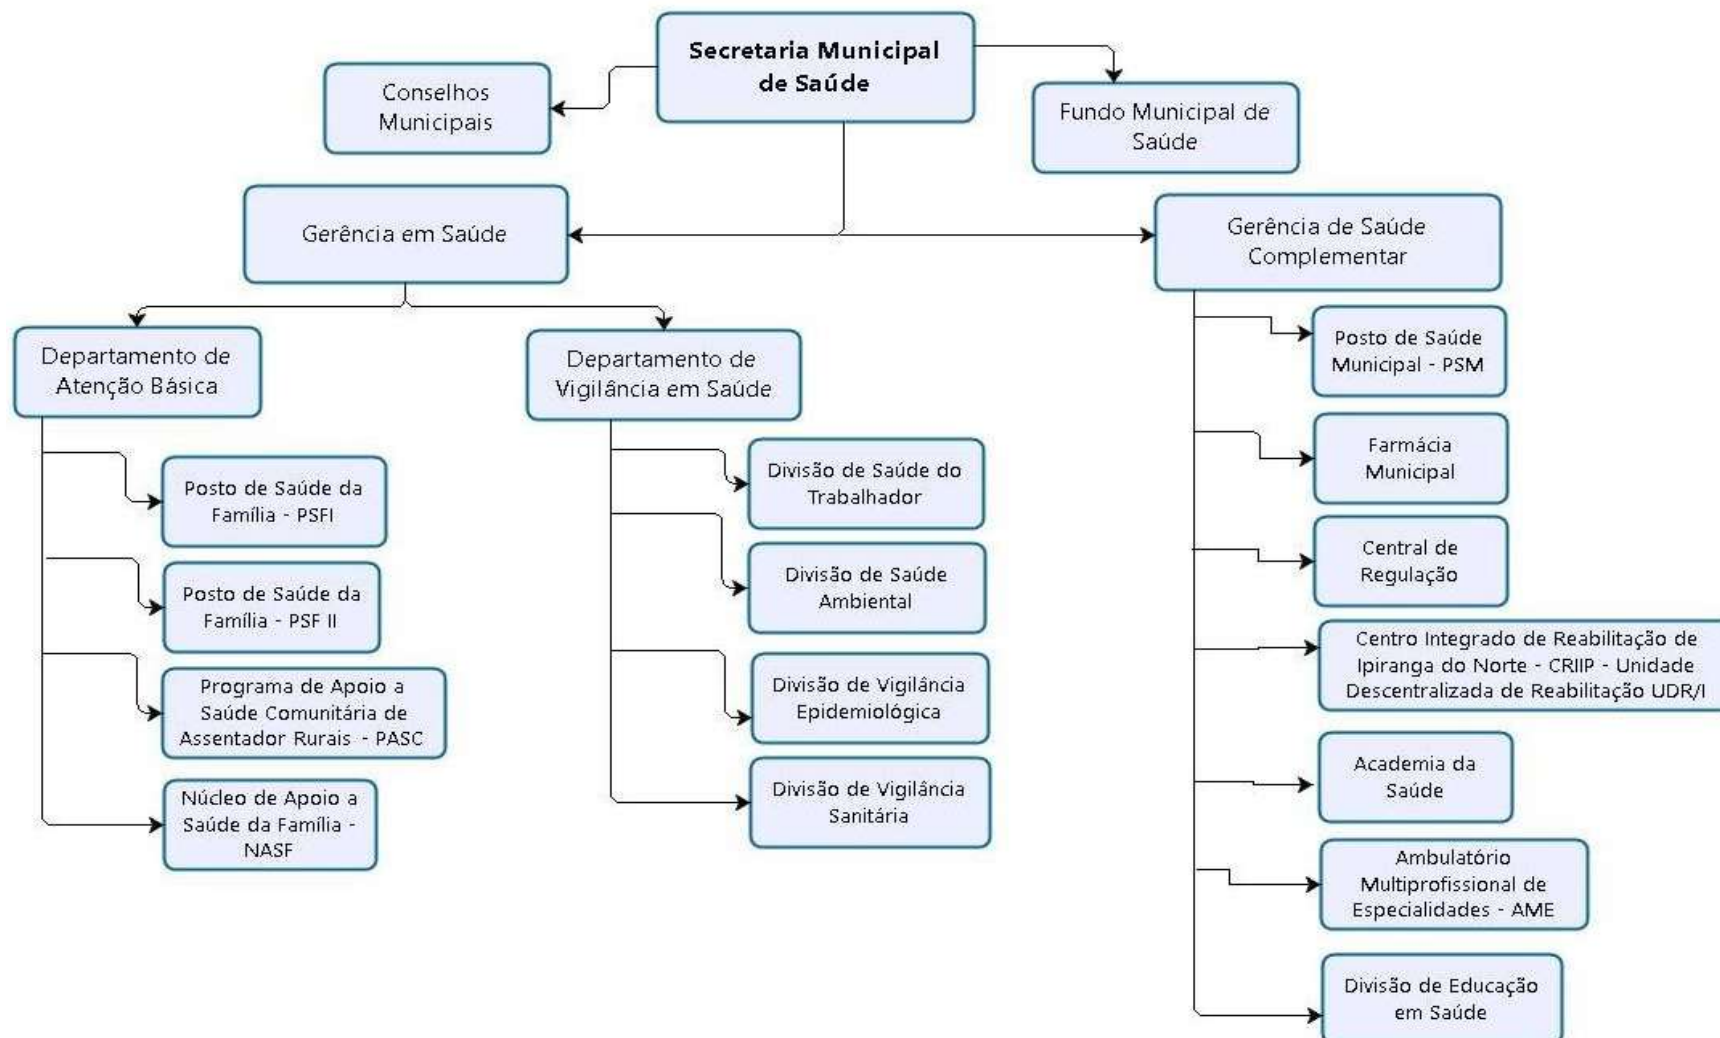 Secretaria Municipal
de Saúde
Conselhos
Municipais
Fundo Municipal de
Saúde
Gerência em Saúde
Gerência de Saúde
Complementar
Departamento de
Atenção Básica
Posto de Saúde da
Família - PSFI
Posto de Saúde da
Família - PSF II
Programa de Apoio a
Saúde Comunitária de
Assentador Rurais - PASC
Núcleo de Apoio a
Saúde da Família -
NASF
Departamento de
Vigilância em Saúde
Divisão de Saúde do
Trabalhador
Divisão de Saúde
Ambiental
Divisão de Vigilância
Epidemiológica
Divisão de Vigilância
Sanitária
Posto de Saúde
Municipal - PSM
Farmácia
Municipal
Central de
Regulação
Centro Integrado de Reabilitação de
Ipiranga do Norte - CRIIP - Unidade
Descentralizada de Reabilitação UDR/I
Academia da
Saúde
Ambulatório
Multiprofissional de
Especialidades - AME
Divisão de Educação
em Saúde